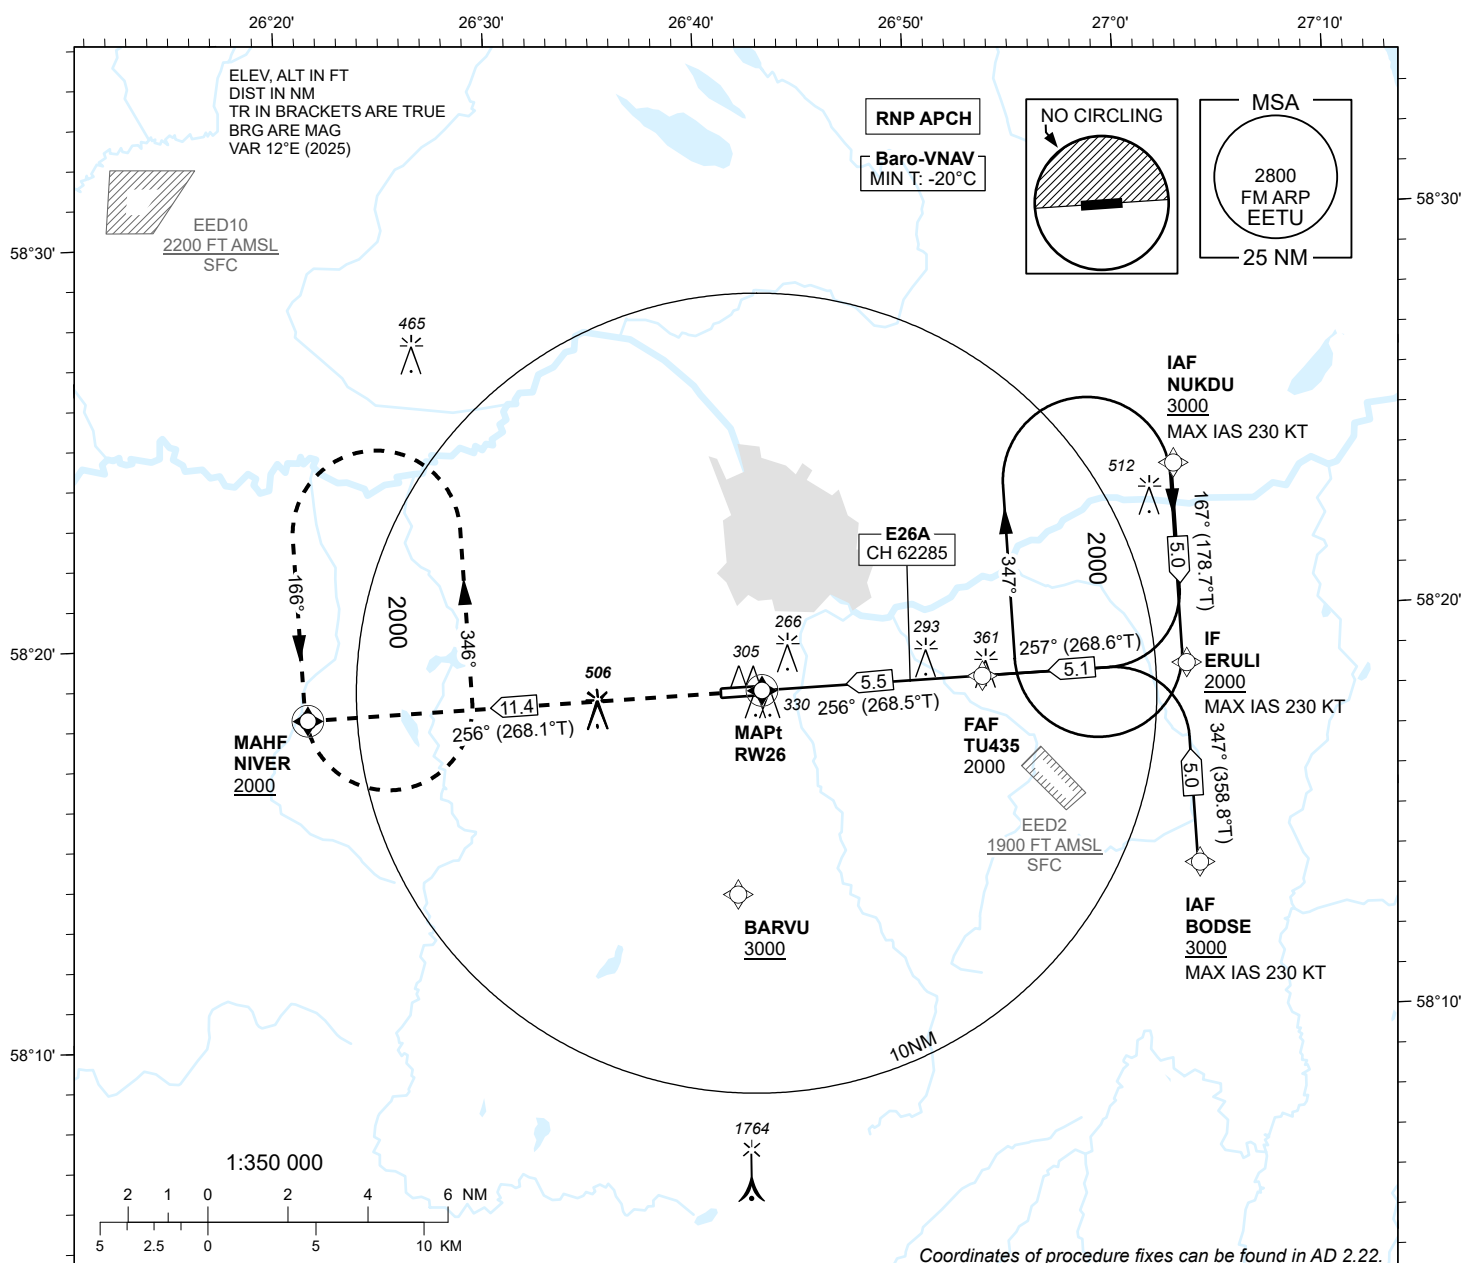 26°20'
26°30'
26°40'
26°50'
27°0'
27°10'
ELEV, ALT IN FT
DIST IN NM
TR IN BRACKETS ARE TRUE
BRG ARE MAG
VAR 12°E (2025)
RNP APCH
Baro-VNAV
MIN T: -20°C
NO CIRCLING
MSA
2800
FM ARP
EETU
25 NM
58°30'
58°30'
EED10
2200 FT AMSL
SFC
465
IAF
NUKDU
3000
MAX IAS 230 KT
512
167° (178.7°T)
5.0
E26A
CH 62285
2000
347°
58°20'
58°20'
166°
2000
346°
266
305
293
361
257° (268.6°T)
5.1
IF
ERULI
2000
MAX IAS 230 KT
506
11.4
256° (268.1°T)
330
5.5
256° (268.5°T)
MAPt
RW26
FAF
TU435
2000
MAHF
NIVER
2000
347° (358.8°T)
5.0
EED2
1900 FT AMSL
SFC
BARVU
3000
IAF
BODSE
3000
MAX IAS 230 KT
58°10'
58°10'
10NM
1764
1:350 000
2 1 0 2 4 6 NM
5 2.5 0 5 10 KM
Coordinates of procedure fixes can be found in AD 2.22.